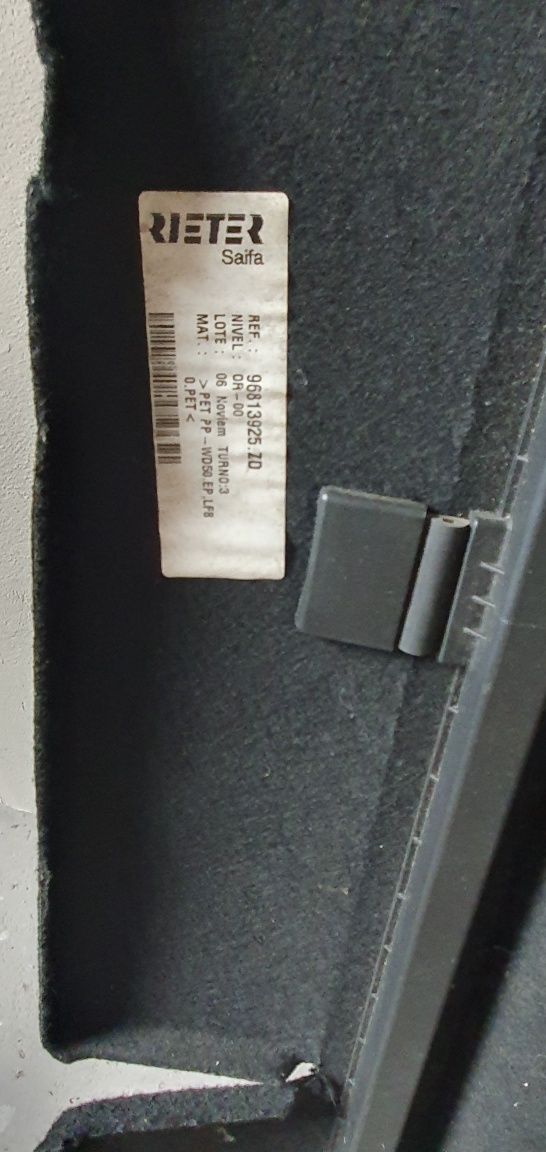 RIETER
Saifa
REF.: 96813925.ZD
NIVEL: OR-00
LOTE: 06 Noviem TURNO:3
MAT.: >PET PP-WD50.EP.LF8
0.PET<